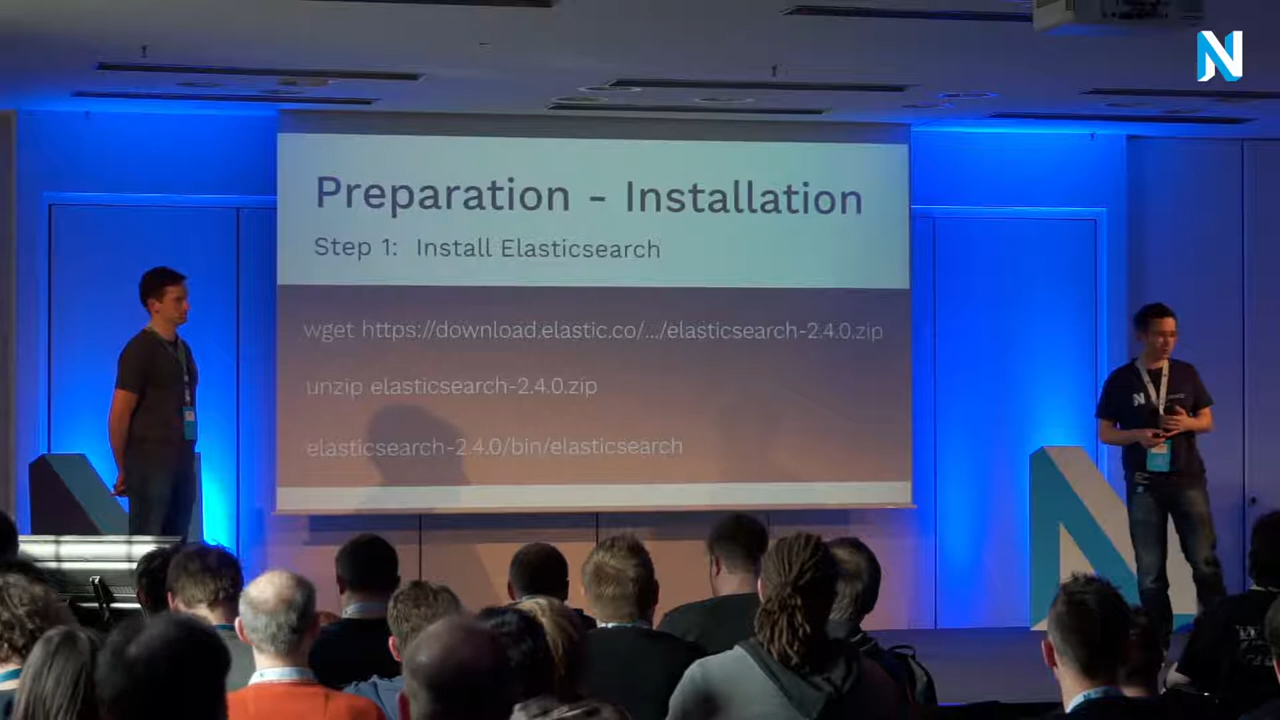 N
Preparation - Installation
Step 1: Install Elasticsearch
wget https://download.elastic.co/.../elasticsearch-2.4.0.zip
unzip elasticsearch-2.4.0.zip
elasticsearch-2.4.0/bin/elasticsearch
N
N